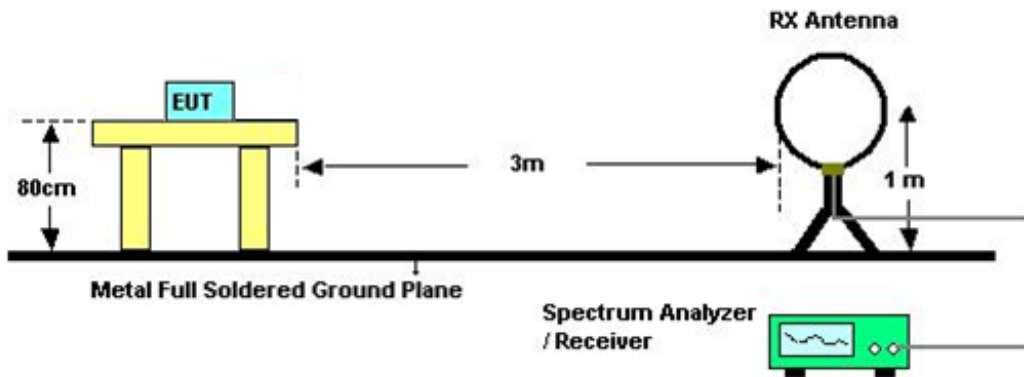 RX Antenna
EUT
80cm
3m
1 m
Metal Full Soldered Ground Plane
Spectrum Analyzer
/ Receiver